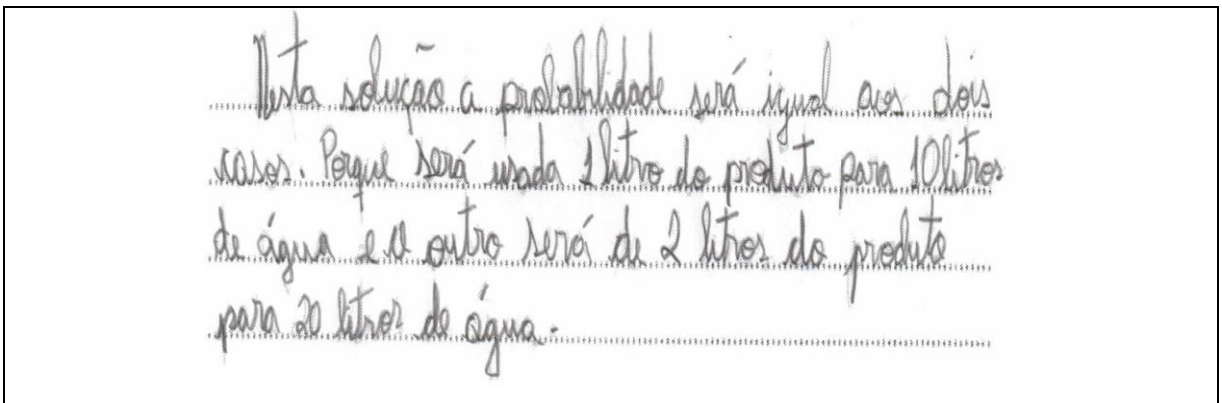 Nesta solução a probabilidade será igual aos dois
casos. Porque será usada 1 litro do produto para 10 litros
de água e o outro será de 2 litros do produto
para 20 litros de água.